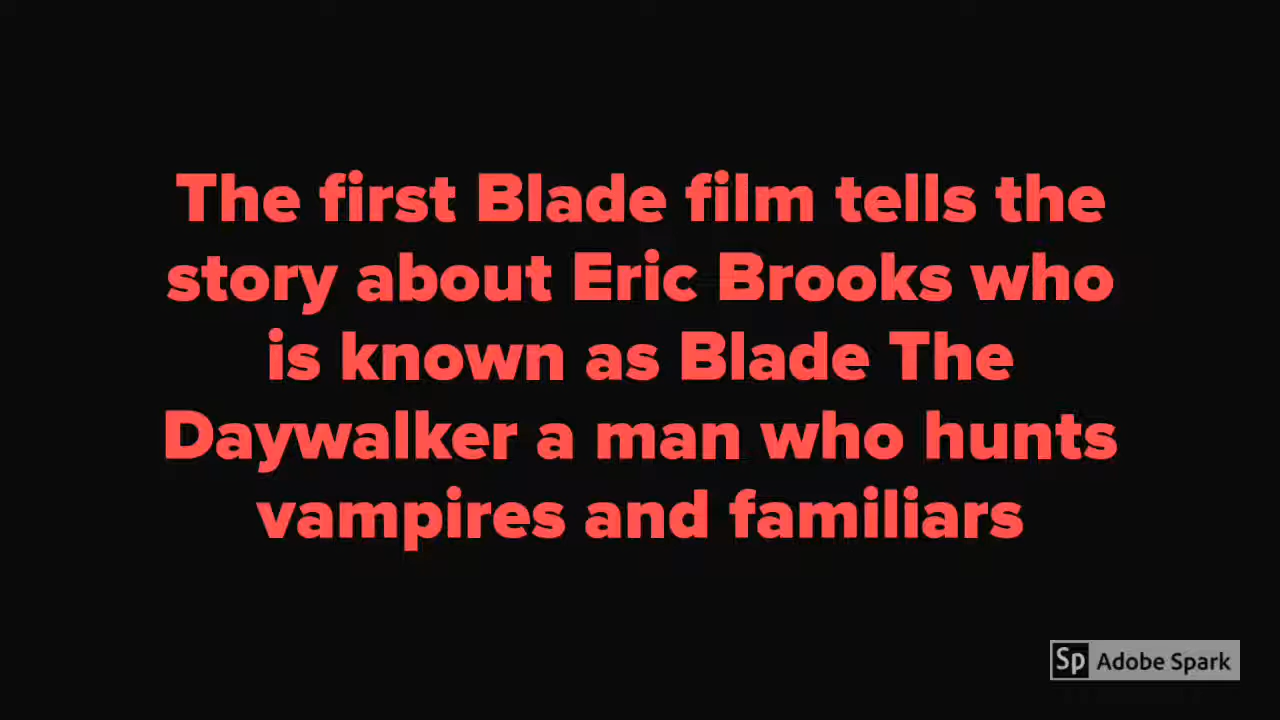 The first Blade film tells the
story about Eric Brooks who
is known as Blade The
Daywalker a man who hunts
vampires and familiars
Sp Adobe Spark